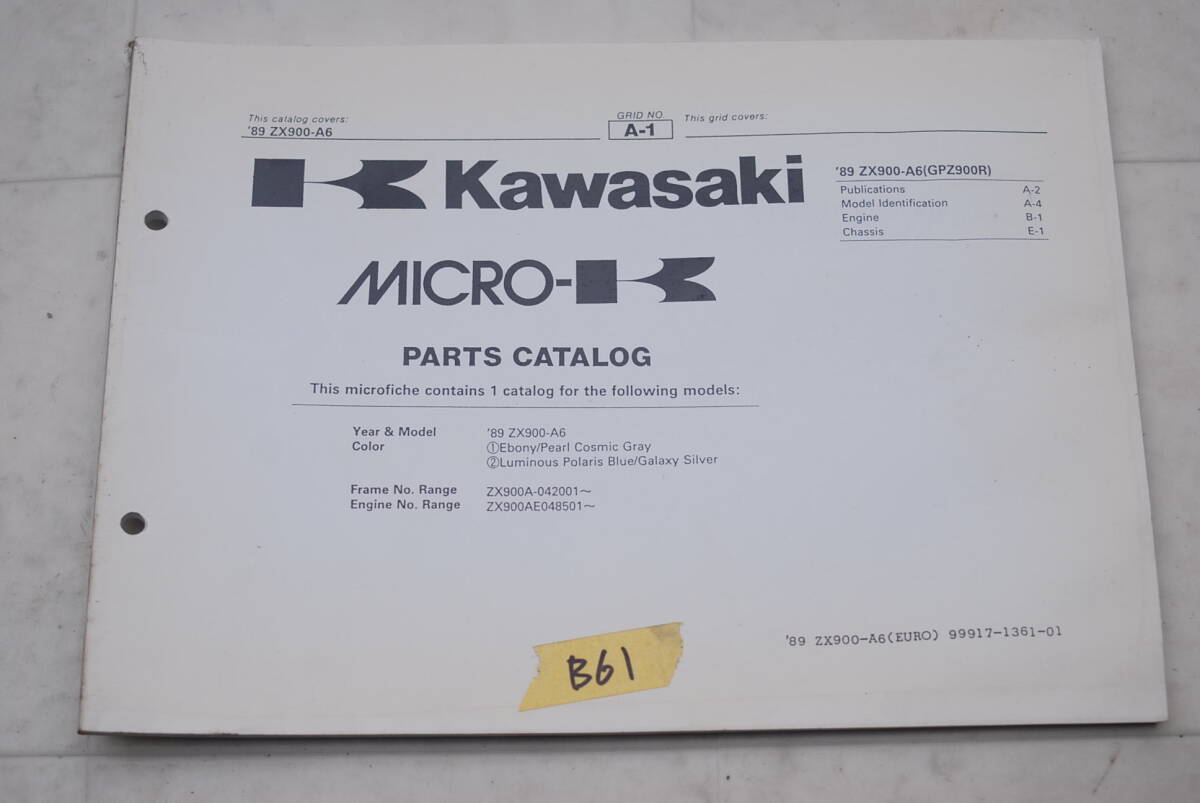 This catalog covers:
'89 ZX900-A6
GRID NO.
A-1
This grid covers:
Kawasaki
'89 ZX900-A6(GPZ900R)
Publications A-2
Model Identification A-4
Engine B-1
Chassis E-1
MICRO-K
PARTS CATALOG
This microfiche contains 1 catalog for the following models:
Year & Model '89 ZX900-A6
Color ①Ebony/Pearl Cosmic Gray
②Luminous Polaris Blue/Galaxy Silver
Frame No. Range ZX900A-042001~
Engine No. Range ZX900AE048501~
'89 ZX900-A6(EURO) 99917-1361-01
B61